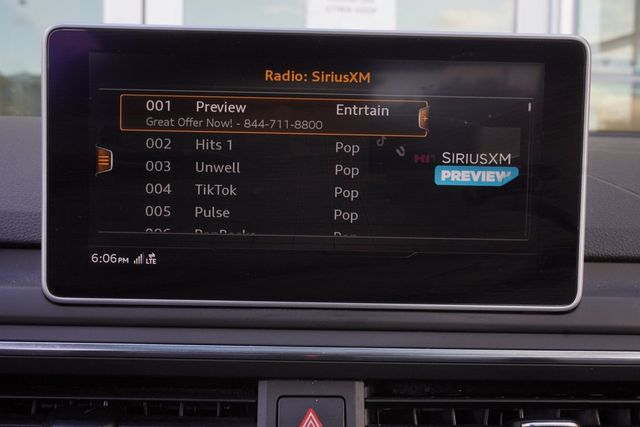 Radio: SiriusXM
001 Preview Entrtain
Great Offer Now! - 844-711-8800
002 Hits 1 Pop
003 Unwell Pop
004 TikTok Pop
005 Pulse Pop
SIRIUSXM
PREVIEW
6:06PM LTE